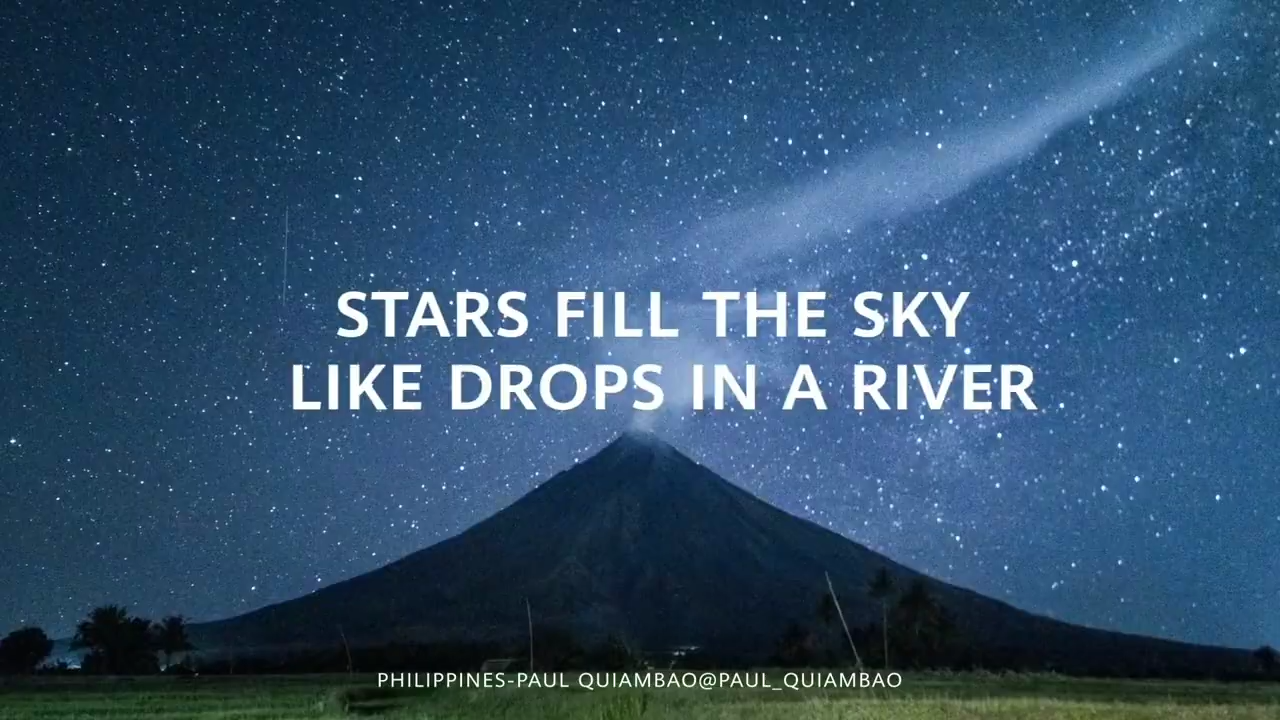 STARS FILL THE SKY
LIKE DROPS IN A RIVER
PHILIPPINES-PAUL QUIAMBAO@PAUL_QUIAMBAO